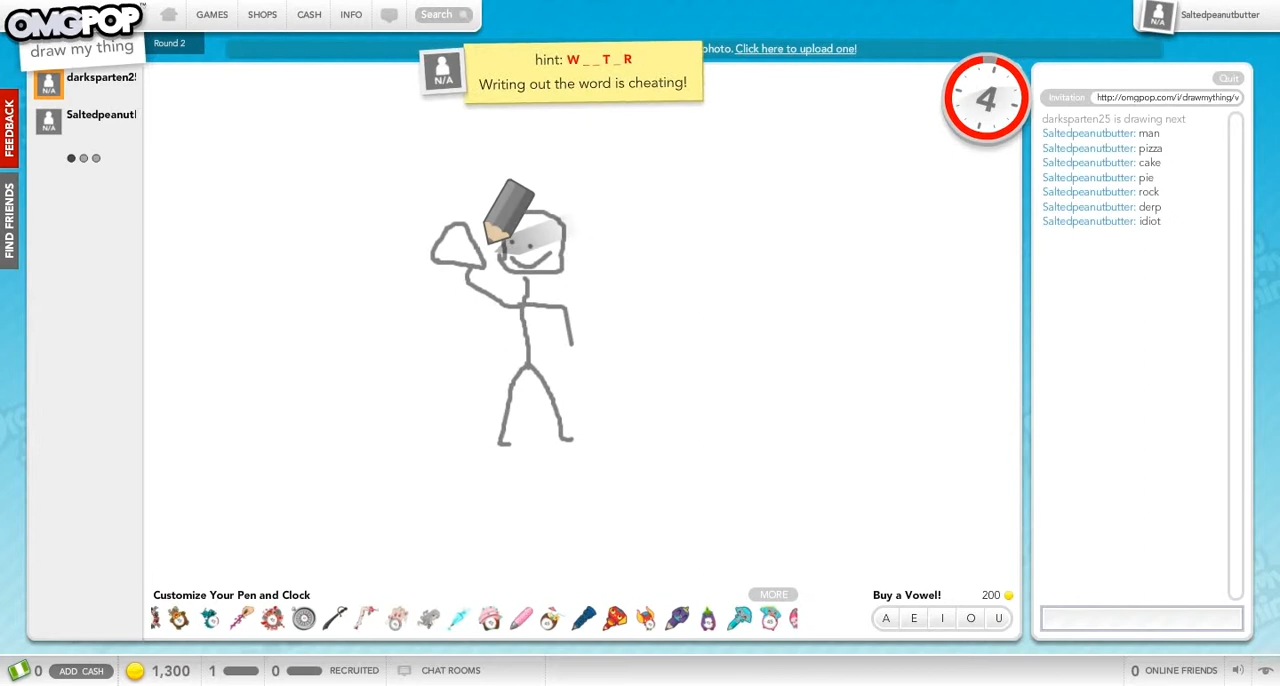 OMGPOP™
GAMES SHOPS CASH INFO Search
Saltedpeanutbutter
draw my thing
Round 2
photo. Click here to upload one!
hint: W _ _ T _ R
Writing out the word is cheating!
N/A
N/A
4
FEEDBACK
FIND FRIENDS
N/A darksparten25
N/A Saltedpeanutl
Quit
Invitation http://omgpop.com/i/drawmything/v
darksparten25 is drawing next
Saltedpeanutbutter: man
Saltedpeanutbutter: pizza
Saltedpeanutbutter: cake
Saltedpeanutbutter: pie
Saltedpeanutbutter: rock
Saltedpeanutbutter: derp
Saltedpeanutbutter: idiot
Customize Your Pen and Clock
MORE
Buy a Vowel! 200
A E I O U
0 ADD CASH 1,300 1 0 RECRUITED CHAT ROOMS
0 ONLINE FRIENDS